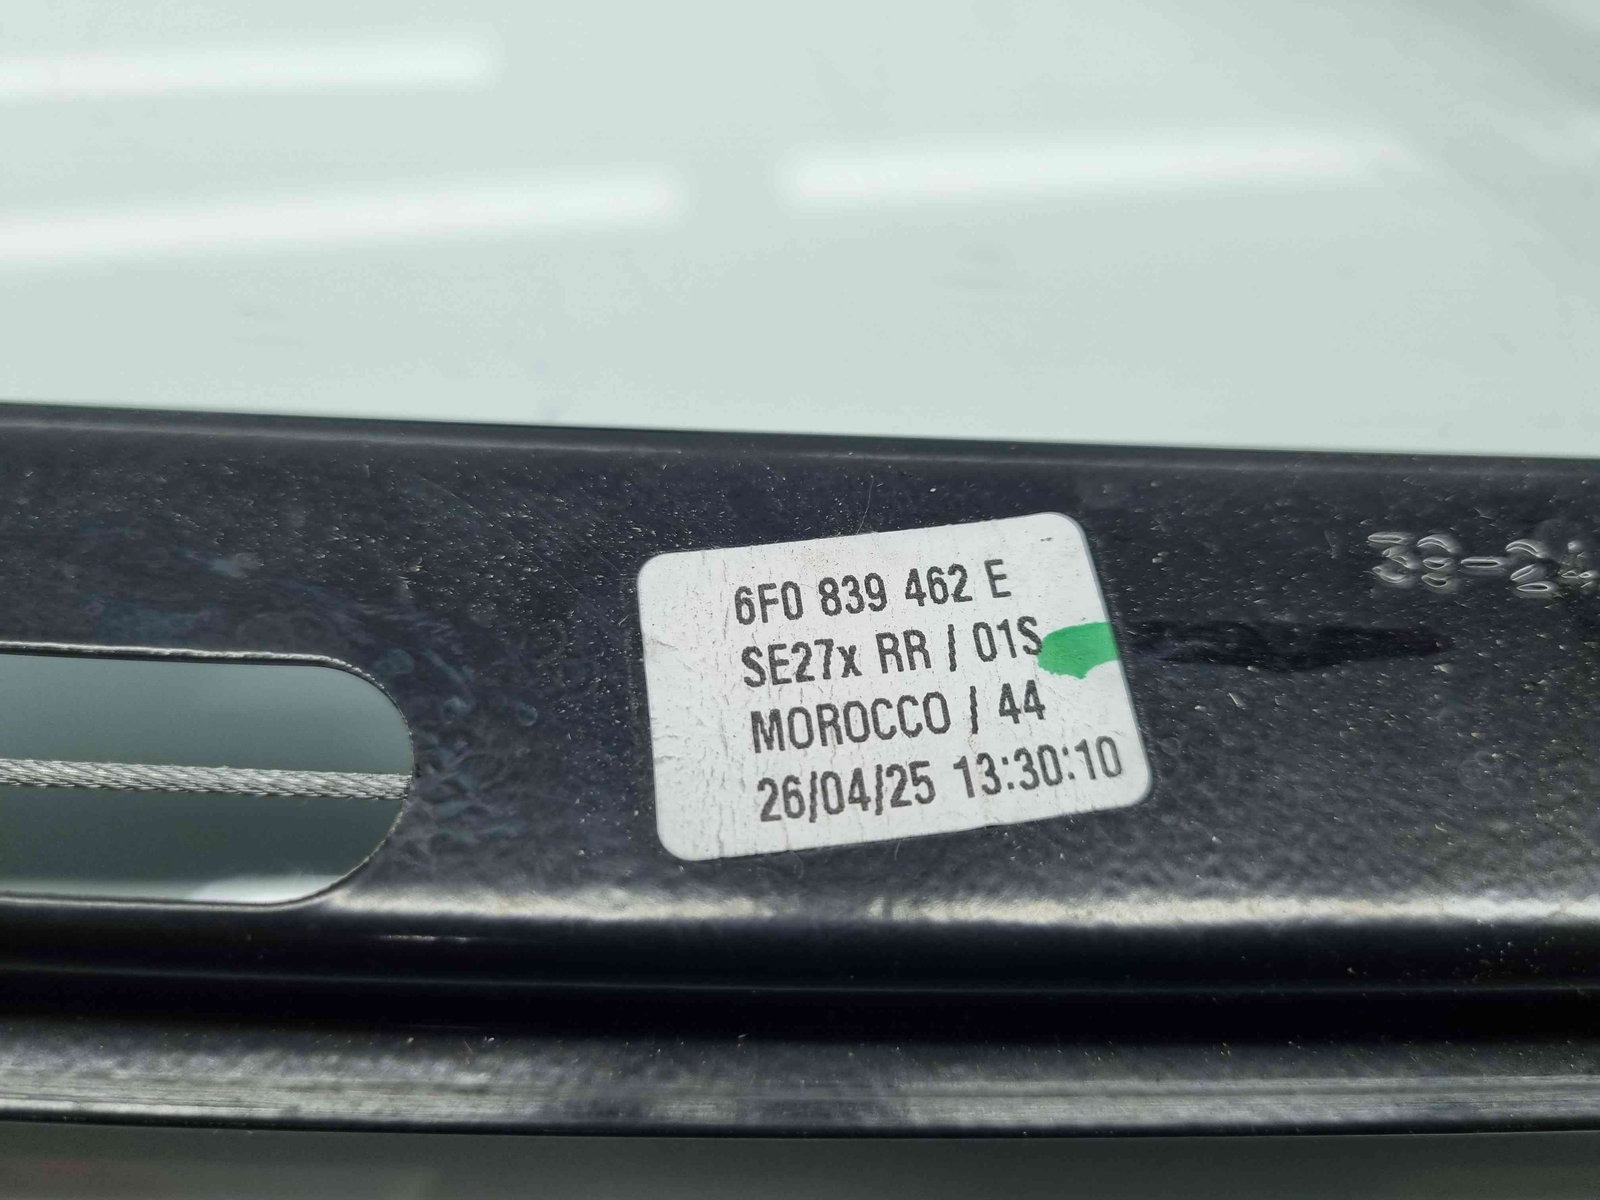 6F0 839 462 E
SE27x RR / 01S
MOROCCO / 44
26/04/25 13:30:10